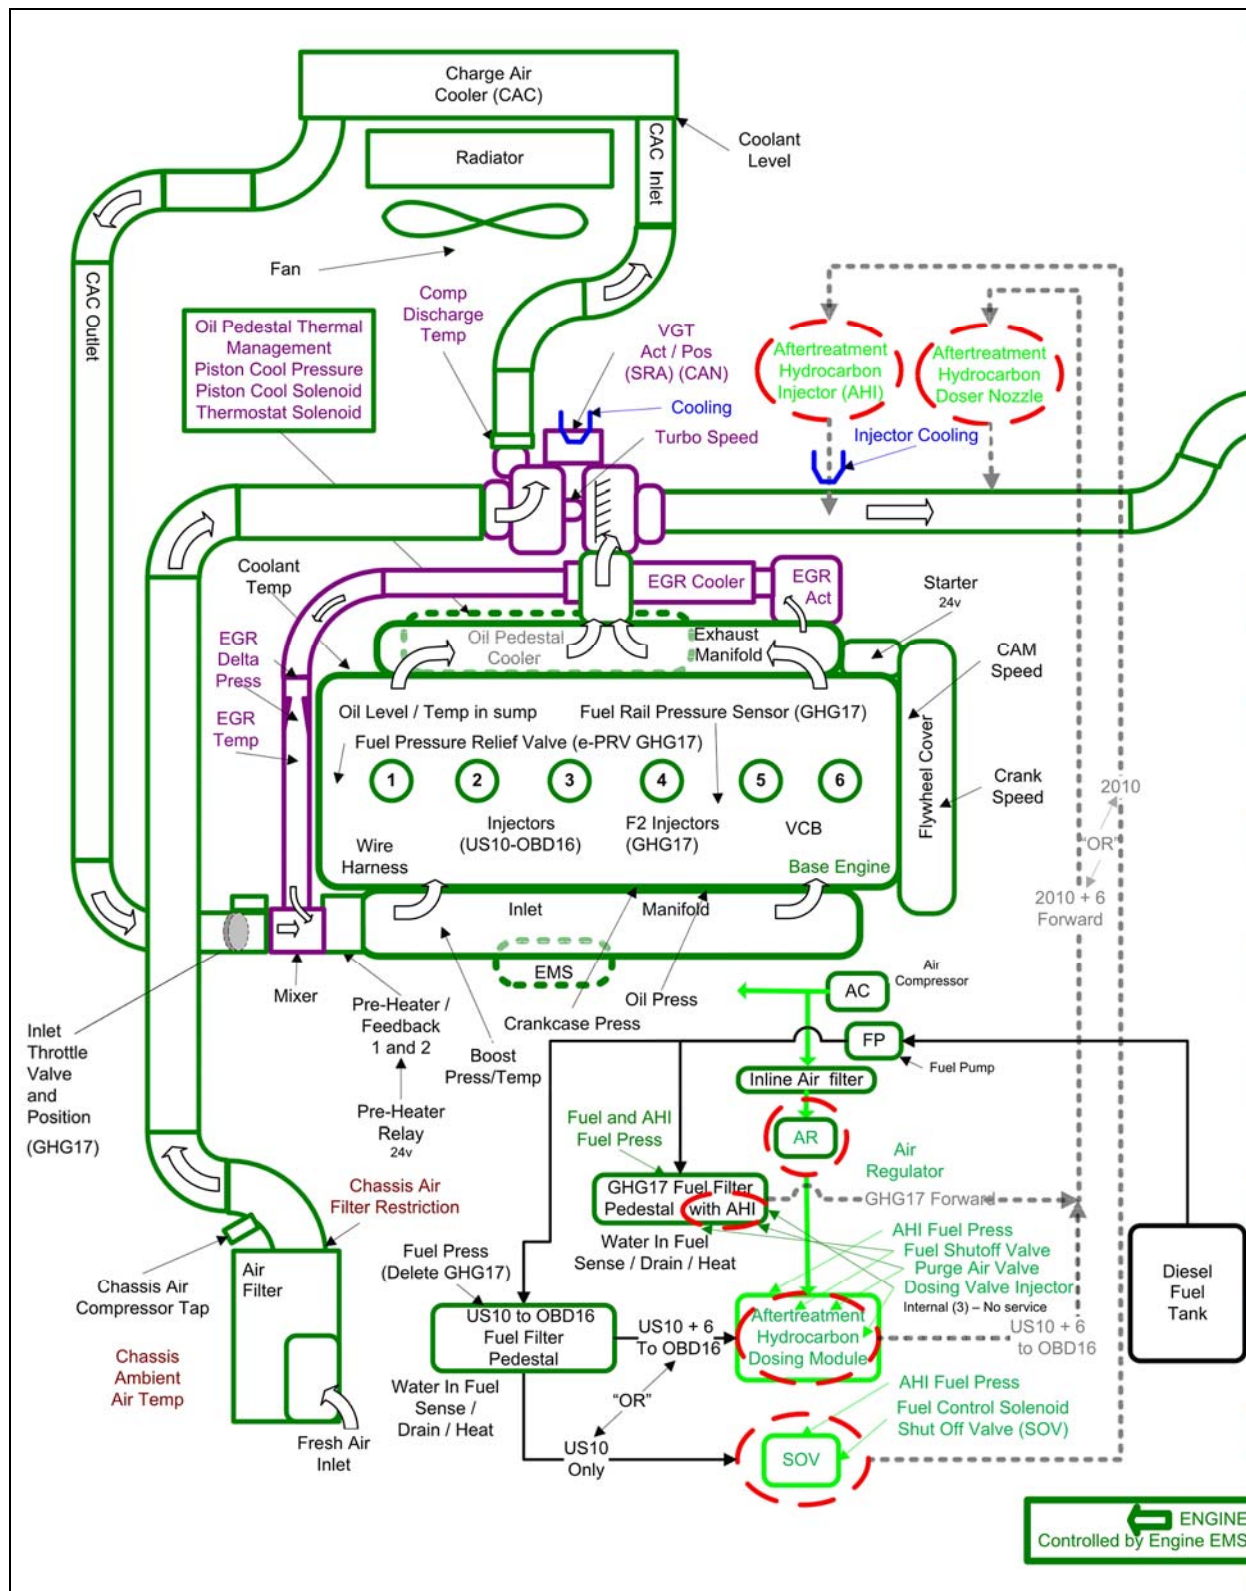 Charge Air
Cooler (CAC)
Radiator
CAC Inlet
Coolant
Level
Fan
CAC Outlet
Comp
Discharge
Temp
Oil Pedestal Thermal
Management
Piston Cool Pressure
Piston Cool Solenoid
Thermostat Solenoid
VGT
Act / Pos
(SRA) (CAN)
Cooling
Turbo Speed
Aftertreatment
Hydrocarbon
Injector (AHI)
Aftertreatment
Hydrocarbon
Doser Nozzle
Injector Cooling
Coolant
Temp
EGR Cooler
EGR
Act
Starter
24v
EGR
Delta
Press
Oil Pedestal
Cooler
Exhaust
Manifold
CAM
Speed
EGR
Temp
Oil Level / Temp in sump
Fuel Rail Pressure Sensor (GHG17)
Fuel Pressure Relief Valve (e-PRV GHG17)
1
2
3
4
5
6
Flywheel Cover
Crank
Speed
2010
"OR"
2010 + 6
Forward
Injectors
(US10-OBD16)
F2 Injectors
(GHG17)
VCB
Wire
Harness
Base Engine
Inlet
Manifold
EMS
Mixer
Oil Press
Crankcase Press
Pre-Heater /
Feedback
1 and 2
Boost
Press/Temp
Inlet
Throttle
Valve
and
Position
(GHG17)
Pre-Heater
Relay
24v
AC
Air
Compressor
FP
Fuel Pump
Inline Air filter
Fuel and AHI
Fuel Press
AR
Air
Regulator
Chassis Air
Filter Restriction
GHG17 Fuel Filter
Pedestal with AHI
GHG17 Forward
Water In Fuel
Sense / Drain / Heat
AHI Fuel Press
Fuel Shutoff Valve
Purge Air Valve
Dosing Valve Injector
Internal (3) – No service
Fuel Press
(Delete GHG17)
Chassis Air
Compressor Tap
Air
Filter
Diesel
Fuel
Tank
US10 to OBD16
Fuel Filter
Pedestal
US10 + 6
To OBD16
Aftertreatment
Hydrocarbon
Dosing Module
US10 + 6
to OBD16
Chassis
Ambient
Air Temp
Water In Fuel
Sense /
Drain / Heat
"OR"
AHI Fuel Press
Fuel Control Solenoid
Shut Off Valve (SOV)
Fresh Air
Inlet
US10
Only
SOV
ENGINE
Controlled by Engine EMS